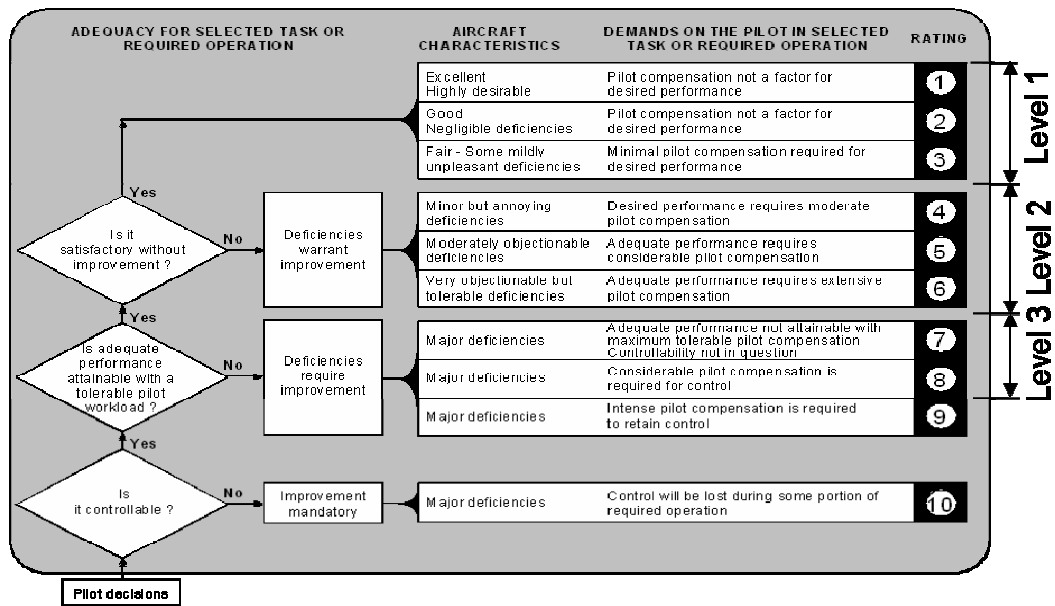 ADEQUACY FOR SELECTED TASK OR
REQUIRED OPERATION
AIRCRAFT
CHARACTERISTICS
DEMANDS ON THE PILOT IN SELECTED
TASK OR REQUIRED OPERATION
RATING
Excellent
Highly desirable
Pilot compensation not a factor for
desired performance
1
Good
Negligible deficiencies
Pilot compensation not a factor for
desired performance
2
Fair - Some mildly
unpleasant deficiencies
Minimal pilot compensation required for
desired performance
3
Level 1
Yes
Is it
satisfactory without
improvement ?
No
Deficiencies
warrant
improvement
Minor but annoying
deficiencies
Desired performance requires moderate
pilot compensation
4
Moderately objectionable
deficiencies
Adequate performance requires
considerable pilot compensation
5
Very objectionable but
tolerable deficiencies
Adequate performance requires extensive
pilot compensation
6
Level 2
Yes
Is adequate
performance
attainable with a
tolerable pilot
workload ?
No
Deficiencies
require
improvement
Major deficiencies
Adequate performance not attainable with
maximum tolerable pilot compensation
Controllability not in question
7
Major deficiencies
Considerable pilot compensation is
required for control
8
Major deficiencies
Intense pilot compensation is required
to retain control
9
Level 3
Yes
Is
it controllable ?
No
Improvement
mandatory
Major deficiencies
Control will be lost during some portion of
required operation
10
Pilot decisions